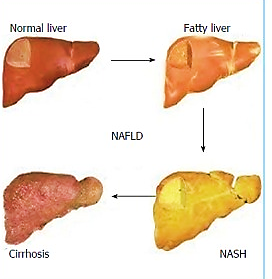 Normal liver
Fatty liver
NAFLD
Cirrhosis
NASH